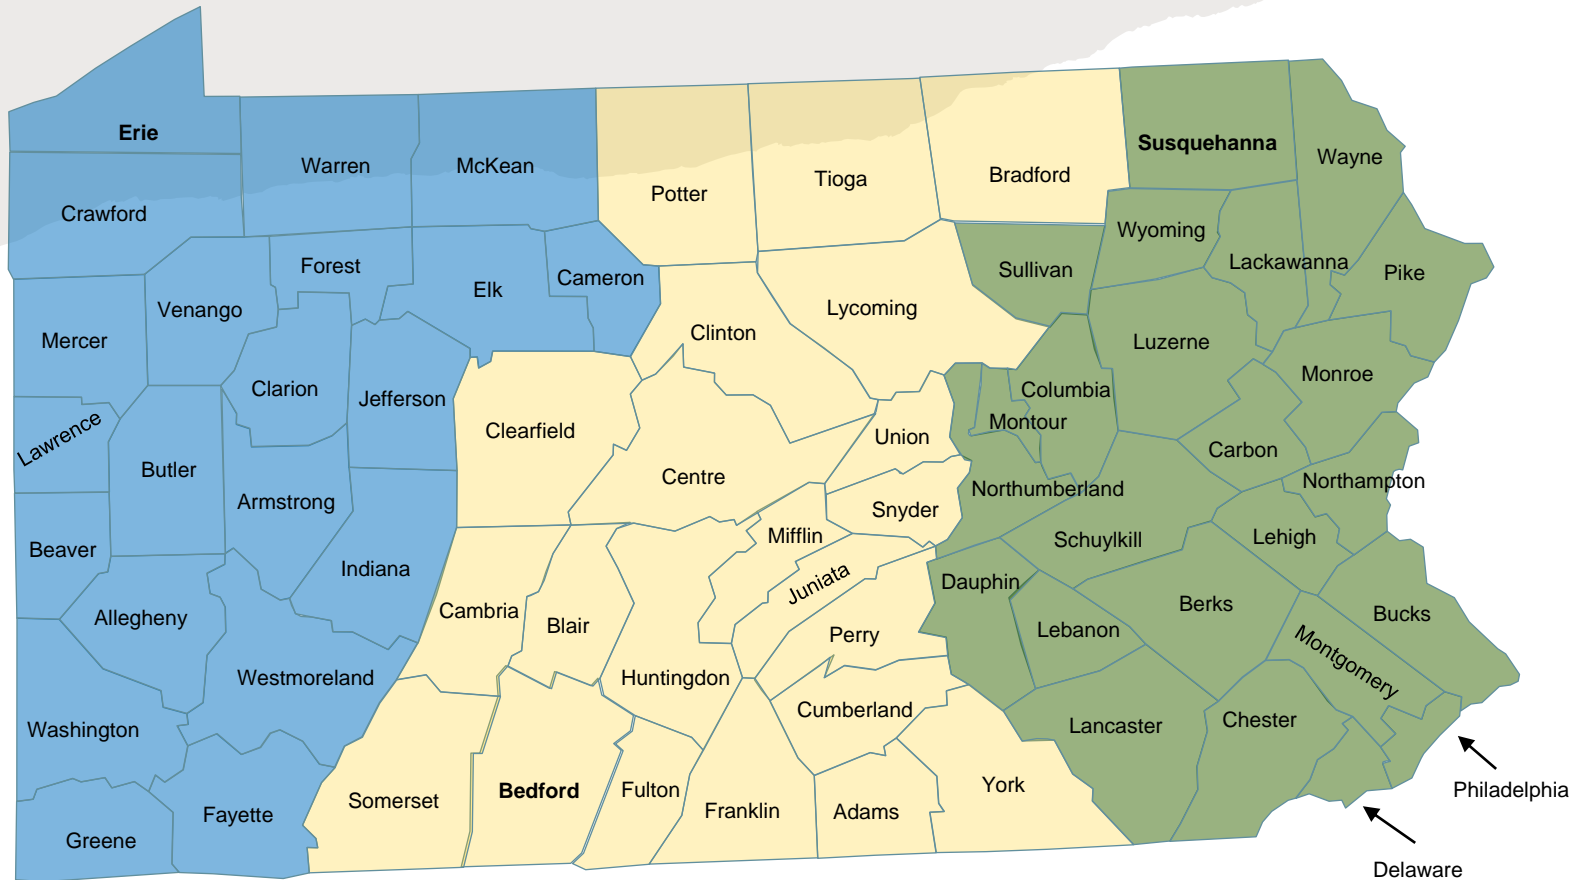 Erie
Warren
McKean
Crawford
Potter
Tioga
Bradford
Susquehanna
Wayne
Forest
Venango
Elk
Cameron
Sullivan
Wyoming
Lackawanna
Pike
Mercer
Clarion
Jefferson
Clinton
Lycoming
Luzerne
Monroe
Lawrence
Butler
Armstrong
Clearfield
Centre
Union
Montour
Columbia
Carbon
Northampton
Beaver
Indiana
Snyder
Northumberland
Schuylkill
Lehigh
Allegheny
Cambria
Blair
Mifflin
Juniata
Dauphin
Lebanon
Berks
Bucks
Westmoreland
Huntingdon
Perry
Montgomery
Washington
Cumberland
Lancaster
Chester
Greene
Fayette
Somerset
Bedford
Fulton
Franklin
Adams
York
Philadelphia
Delaware